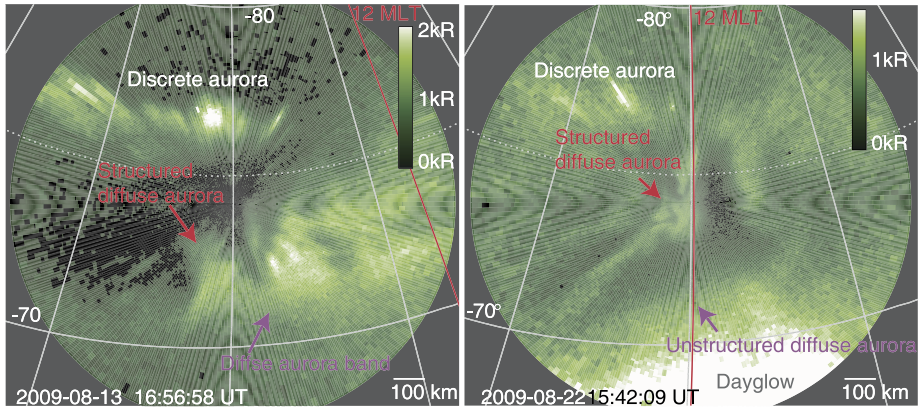 -80
12 MLT
2kR
1kR
0kR
Discrete aurora
Structured
diffuse aurora
-70
Diffse aurora band
100 km
2009-08-13 16:56:58 UT
-80°
12 MLT
1kR
0kR
Discrete aurora
Structured
diffuse aurora
-70°
Unstructured diffuse aurora
Dayglow
100 km
2009-08-22 15:42:09 UT